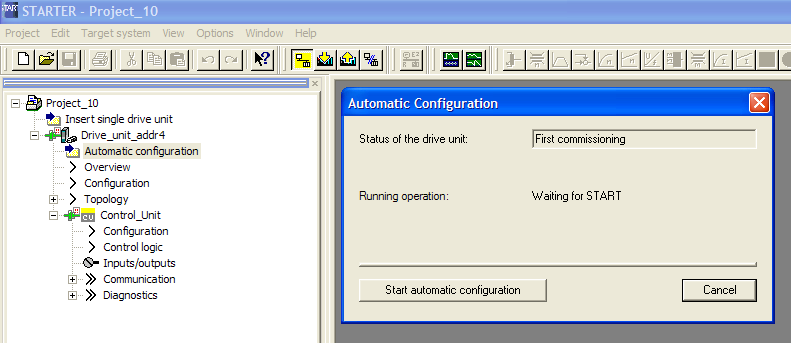 STARTER - Project_10
Project Edit Target system View Options Window Help
Project_10
Insert single drive unit
Drive_unit_addr4
Automatic configuration
Overview
Configuration
Topology
Control_Unit
Configuration
Control logic
Inputs/outputs
Communication
Diagnostics
Automatic Configuration
Status of the drive unit: First commissioning
Running operation: Waiting for START
Start automatic configuration Cancel